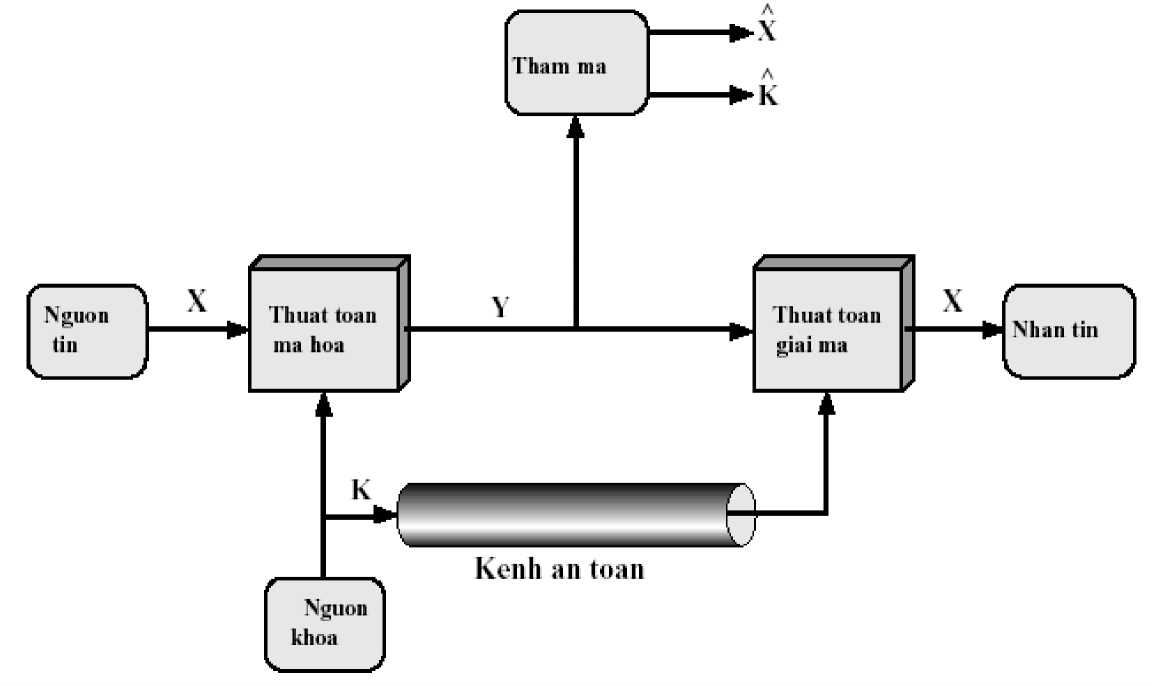 Tham ma
X̂
K̂
Nguon
tin
X
Thuat toan
ma hoa
Y
Thuat toan
giai ma
X
Nhan tin
K
Kenh an toan
Nguon
khoa